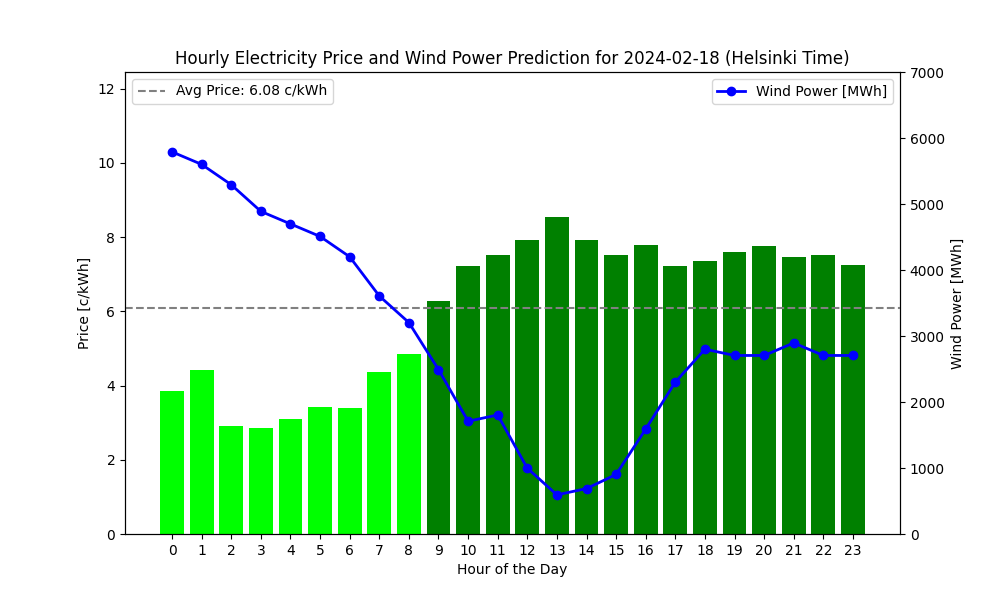 Hourly Electricity Price and Wind Power Prediction for 2024-02-18 (Helsinki Time)
Avg Price: 6.08 c/kWh
Wind Power [MWh]
12
10
8
6
4
2
0
Price [c/kWh]
7000
6000
5000
4000
3000
2000
1000
0
Wind Power [MWh]
0 1 2 3 4 5 6 7 8 9 10 11 12 13 14 15 16 17 18 19 20 21 22 23
Hour of the Day